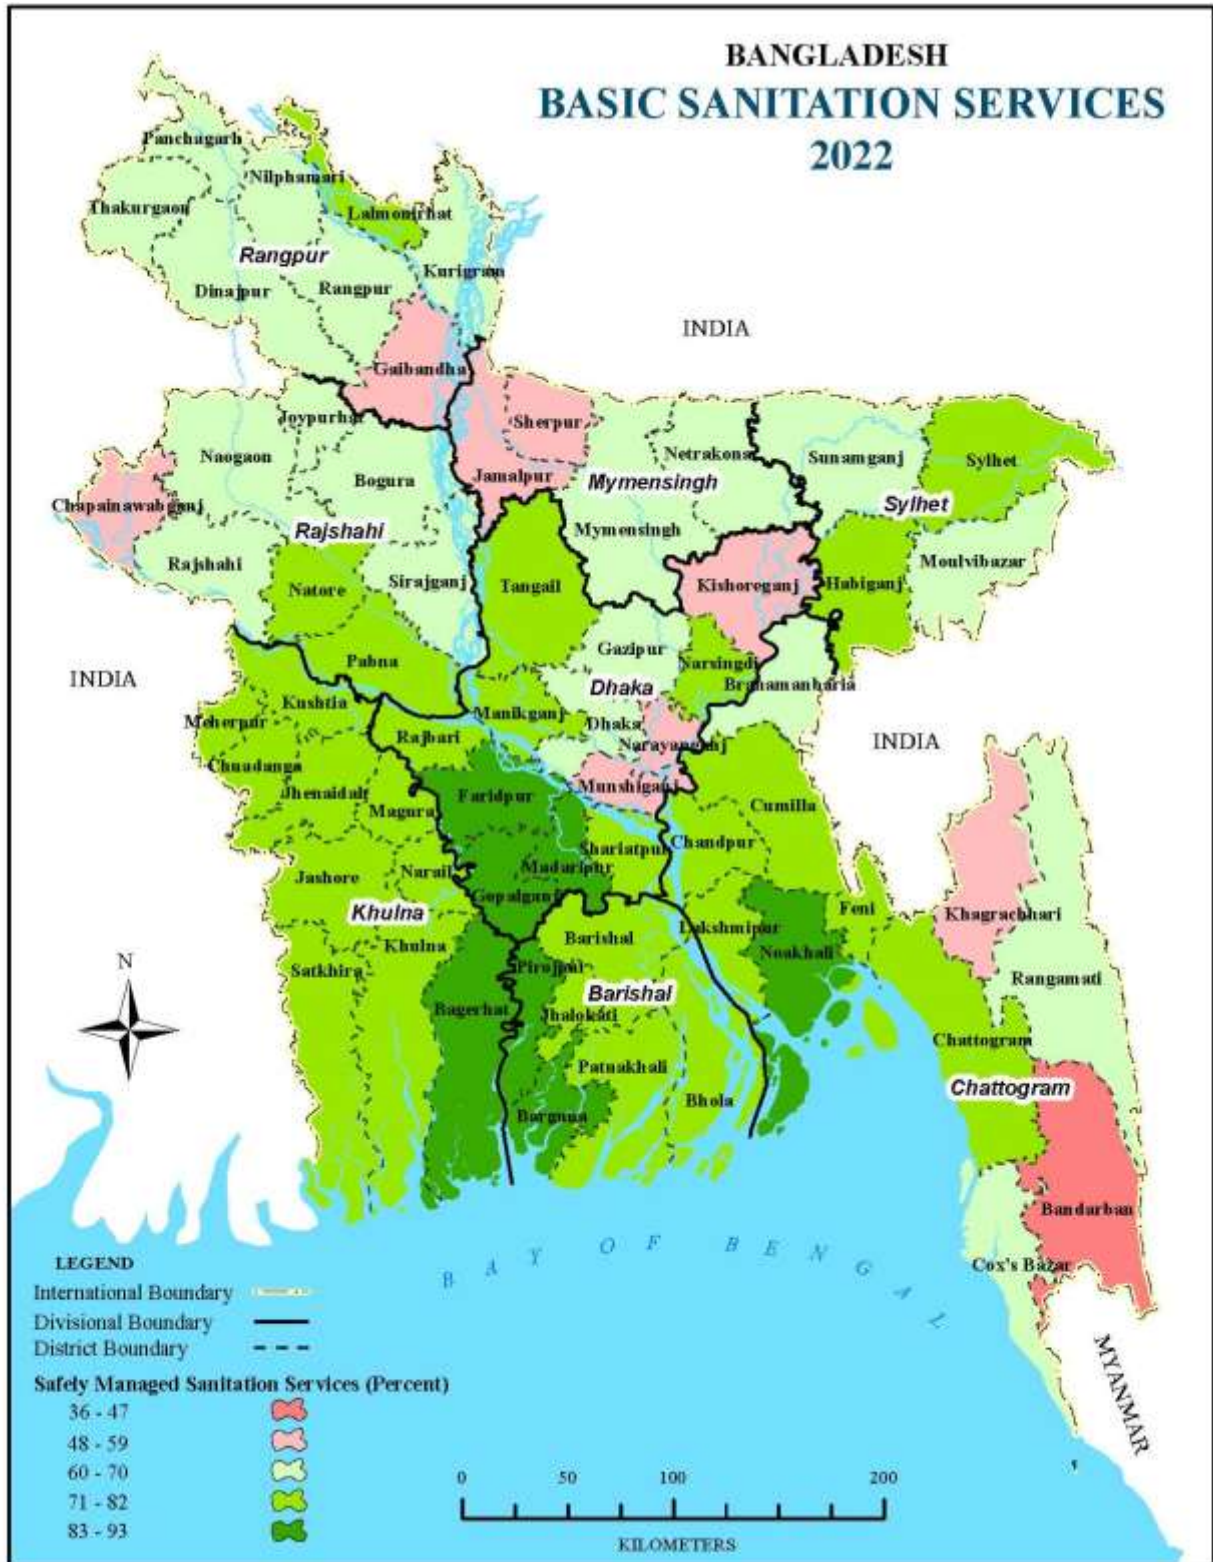 BANGLADESH
BASIC SANITATION SERVICES
2022
Panchagarh
Nilphamari
Thakurgaon
Lalmonirhat
Rangpur
Kurigram
Dinajpur
Rangpur
INDIA
Gaibandha
Joypurhat
Sherpur
Naogaon
Netrakona
Sunamganj
Sylhet
Bogura
Jamalpur
Mymensingh
Chapainawabganj
Sylhet
Rajshahi
Mymensingh
Rajshahi
Moulvibazar
Natore
Sirajganj
Tangail
Kishoreganj
Habiganj
Gazipur
Pabna
Narsingdi
INDIA
Dhaka
Branamanbaria
Kushtia
Manikganj
Meherpur
Dhaka
Rajbari
Narayanganj
INDIA
Chuadanga
Jhenaidah
Faridpur
Munshiganj
Magura
Cumilla
Chandpur
Shariatpur
Madaripur
Jashore
Narail
Gopalganj
Khulna
Feni
Khagrachhari
Lakshmipur
Khulna
Barishal
Noakhali
N
Satkhira
Pirojpur
Rangamati
Barishal
Bagerhat
Jhalokati
Chattogram
Patuakhali
Chattogram
Bhola
Barguna
Bandarban
Cox's Bazar
BAY OF BENGAL
MYANMAR
LEGEND
International Boundary
Divisional Boundary
District Boundary
Safely Managed Sanitation Services (Percent)
36 - 47
48 - 59
60 - 70
71 - 82
83 - 93
0 50 100 200
KILOMETERS